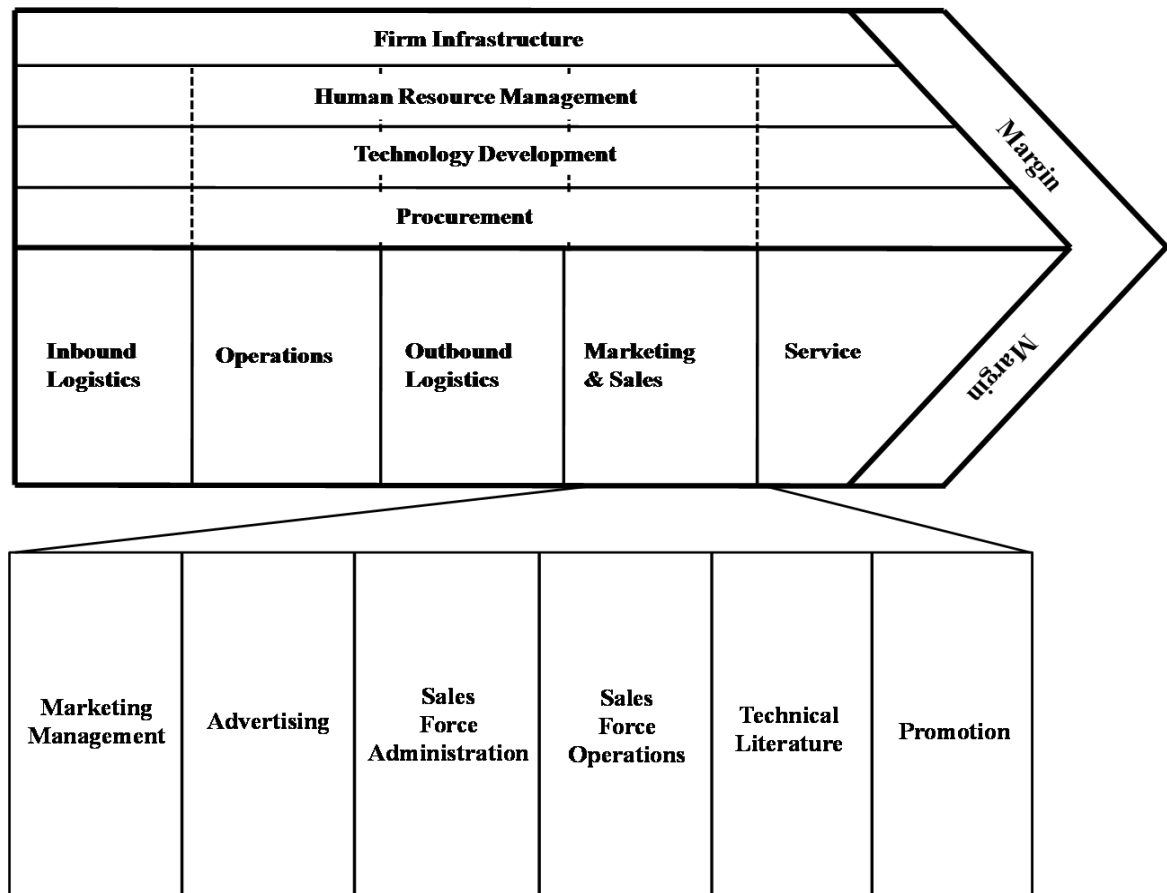 Firm Infrastructure
Human Resource Management
Technology Development
Procurement
Margin
Margin
Inbound
Logistics
Operations
Outbound
Logistics
Marketing
& Sales
Service
Marketing
Management
Advertising
Sales
Force
Administration
Sales
Force
Operations
Technical
Literature
Promotion